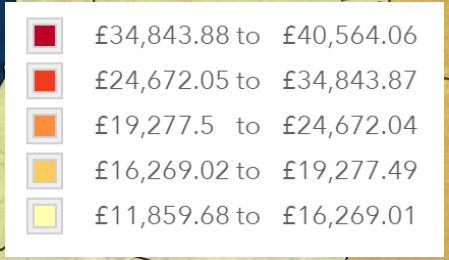 £34,843.88 to £40,564.06
£24,672.05 to £34,843.87
£19,277.5 to £24,672.04
£16,269.02 to £19,277.49
£11,859.68 to £16,269.01